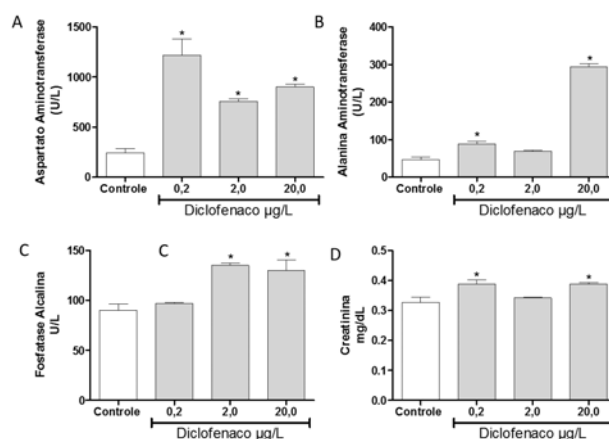 A
Aspartato Aminotransferase
(U/L)
1500
1000
500
0
*
*
*
Controle
0,2
2,0
20,0
Diclofenaco µg/L
B
Alanina Aminotransferase
(U/L)
400
300
200
100
0
*
*
Controle
0,2
2,0
20,0
Diclofenaco µg/L
C
C
Fosfatase Alcalina
U/L
150
100
50
0
*
*
Controle
0,2
2,0
20,0
Diclofenaco µg/L
D
Creatinina
mg/dL
0.5
0.4
0.3
0.2
0.1
0.0
*
*
Controle
0,2
2,0
20,0
Diclofenaco µg/L